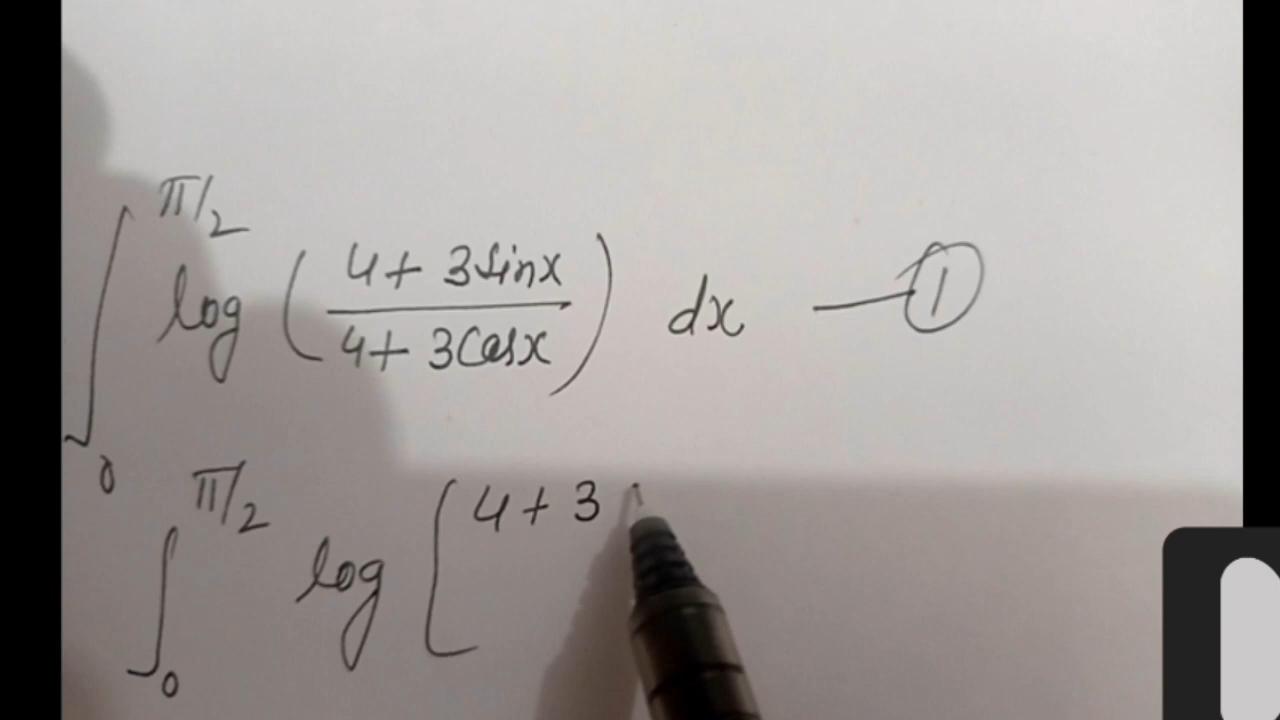 ∫₀^π/2 log (4+ 3sinx / 4+ 3cosx) dx — ①
∫₀^π/2 log [4+3